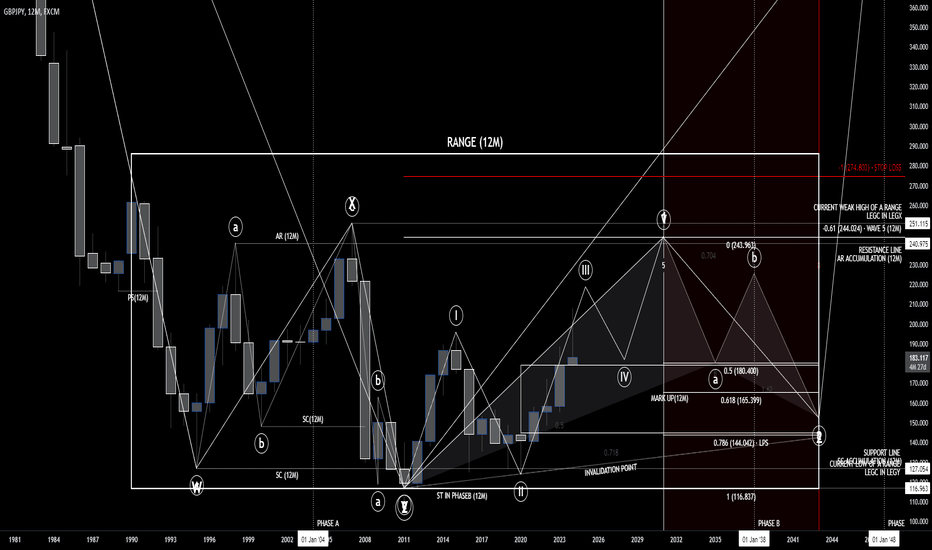 GBPJPY, 12M, FXCM
360.000
350.000
340.000
330.000
320.000
310.000
300.000
290.000
280.000
270.000
260.000
RANGE (12M)
STOP LOSS
CURRENT WEAK HIGH OF A RANGE
LEGC IN LEGX
251.115
-0.61 (244.024) · WAVE 5 (12M)
240.975
0 (243.963)
RESISTANCE LINE
AR ACCUMULATION (12M)
X
a
AR (12M)
V
5
0.704
b
230.000
220.000
210.000
200.000
190.000
PS(12M)
III
I
183.117
4M 27d
0.5 (180.400)
170.000
IV
a
b
MARK UP(12M)
0.618 (165.399)
160.000
150.000
SC(12M)
0.5
b
0.786 (144.042) · LPS
140.000
0.718
SUPPORT LINE
CURRENT LOW OF A RANGE
LEGC IN LEGY
127.054
INVALIDATION POINT
SC (12M)
W
a
II
116.963
ST IN PHASEB (12M)
1 (116.837)
110.000
100.000
PHASE A
PHASE B
PHASE
1981
1984
1987
1990
1993
1996
1999
2002
01 Jan '04
2008
2011
2014
2017
2020
2023
2026
2029
2032
2035
01 Jan '38
2041
2044
01 Jan '48